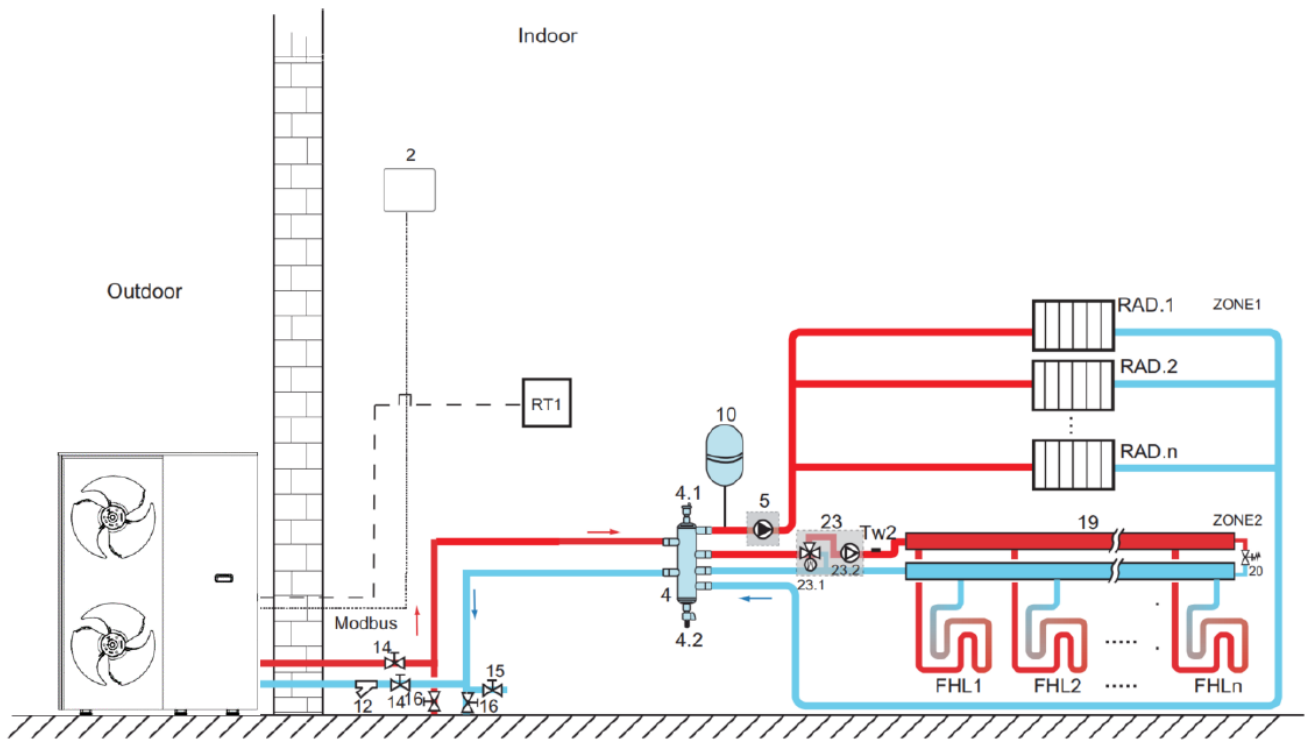 Indoor
2
Outdoor
RT1
RAD.1
ZONE1
RAD.2
RAD.n
10
4.1
5
23
Tw2
19
ZONE2
20
23.1
23.2
4
4.2
Modbus
14
15
12
14
16
16
FHL1
FHL2
FHLn